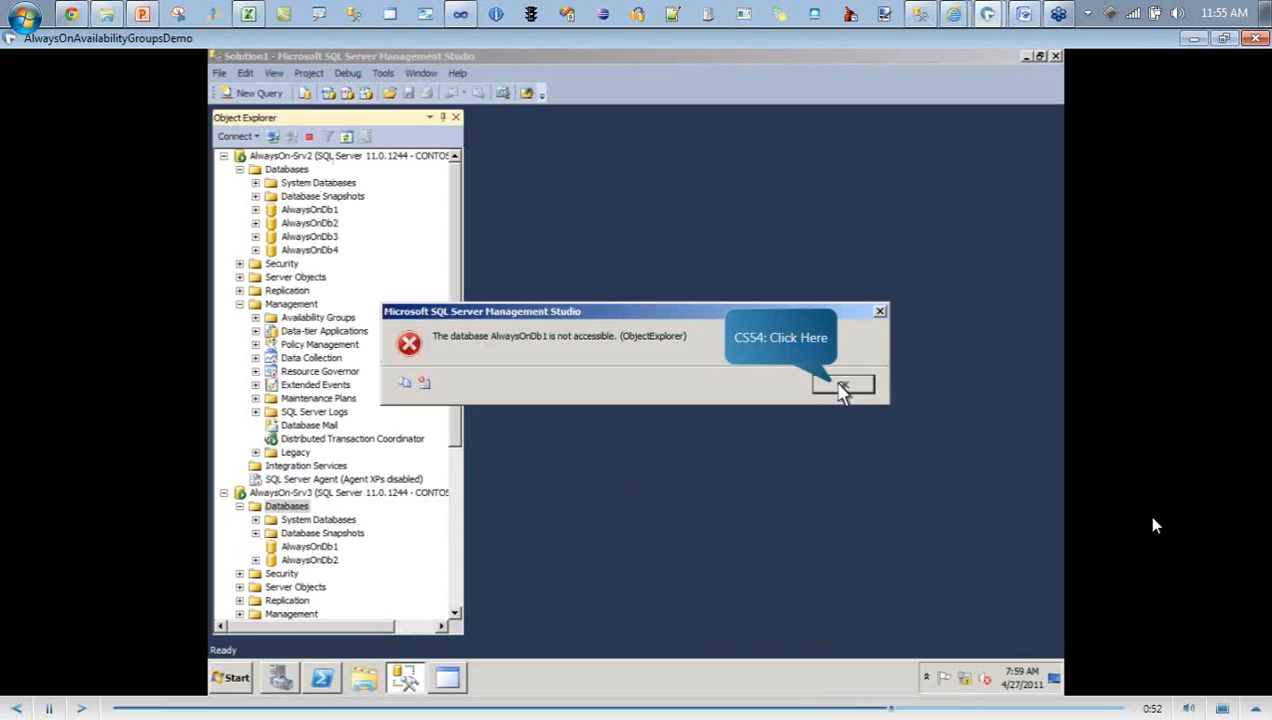 11:55 AM
AlwaysOnAvailabilityGroupsDemo
Solution1 - Microsoft SQL Server Management Studio
File Edit View Project Debug Tools Window Help
New Query
Object Explorer
Connect
AlwaysOn-Srv2 (SQL Server 11.0.1244 - CONTOS
Databases
System Databases
Database Snapshots
AlwaysOnDb1
AlwaysOnDb2
AlwaysOnDb3
AlwaysOnDb4
Security
Server Objects
Replication
Management
Availability Groups
Data-tier Applications
Policy Management
Data Collection
Resource Governor
Extended Events
Maintenance Plans
SQL Server Logs
Database Mail
Distributed Transaction Coordinator
Legacy
Integration Services
SQL Server Agent (Agent XPs disabled)
AlwaysOn-Srv3 (SQL Server 11.0.1244 - CONTOS
Databases
System Databases
Database Snapshots
AlwaysOnDb1
AlwaysOnDb2
Security
Server Objects
Replication
Management
Microsoft SQL Server Management Studio
The database AlwaysOnDb1 is not accessible. (ObjectExplorer)
CS54: Click Here
OK
Ready
Start
7:59 AM
4/27/2011
0:52